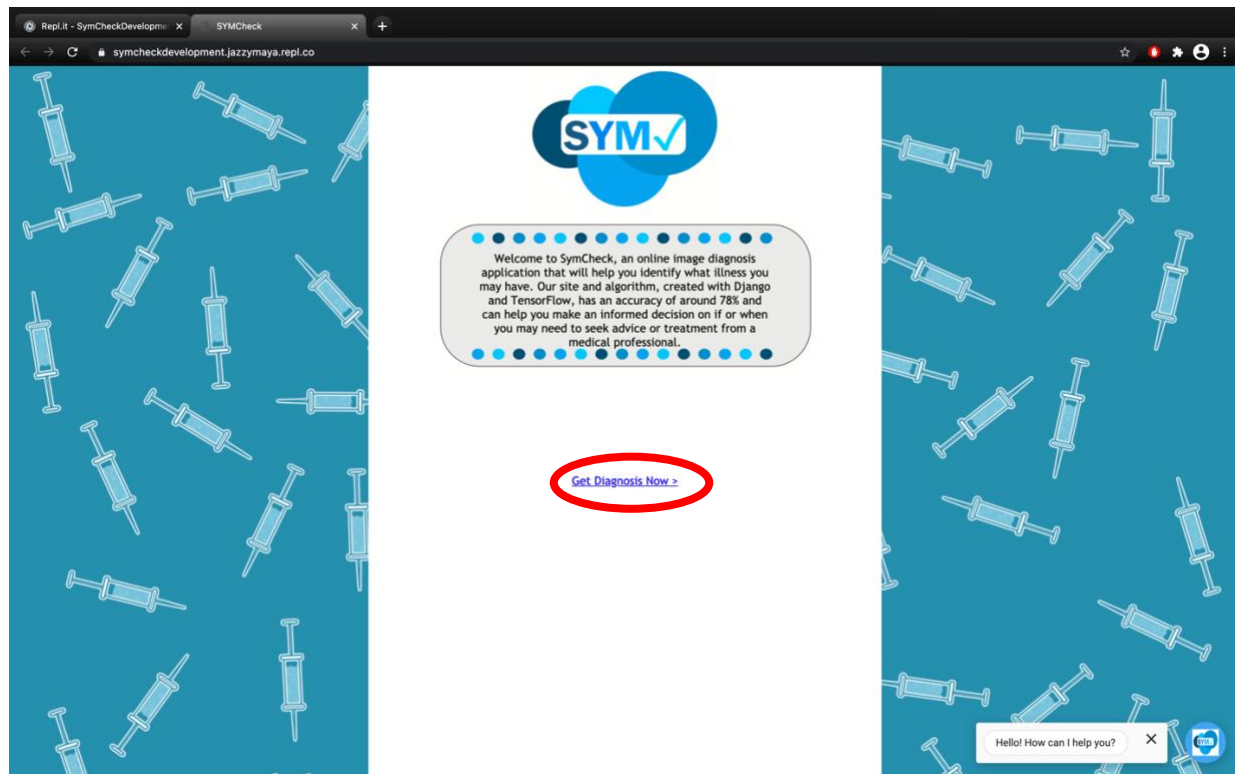 Repl.it - SymCheckDevelopme
SYMCheck
symcheckdevelopment.jazzymaya.repl.co
SYM✓
Welcome to SymCheck, an online image diagnosis
application that will help you identify what illness you
may have. Our site and algorithm, created with Django
and TensorFlow, has an accuracy of around 78% and
can help you make an informed decision on if or when
you may need to seek advice or treatment from a
medical professional.
Get Diagnosis Now >
Hello! How can I help you?